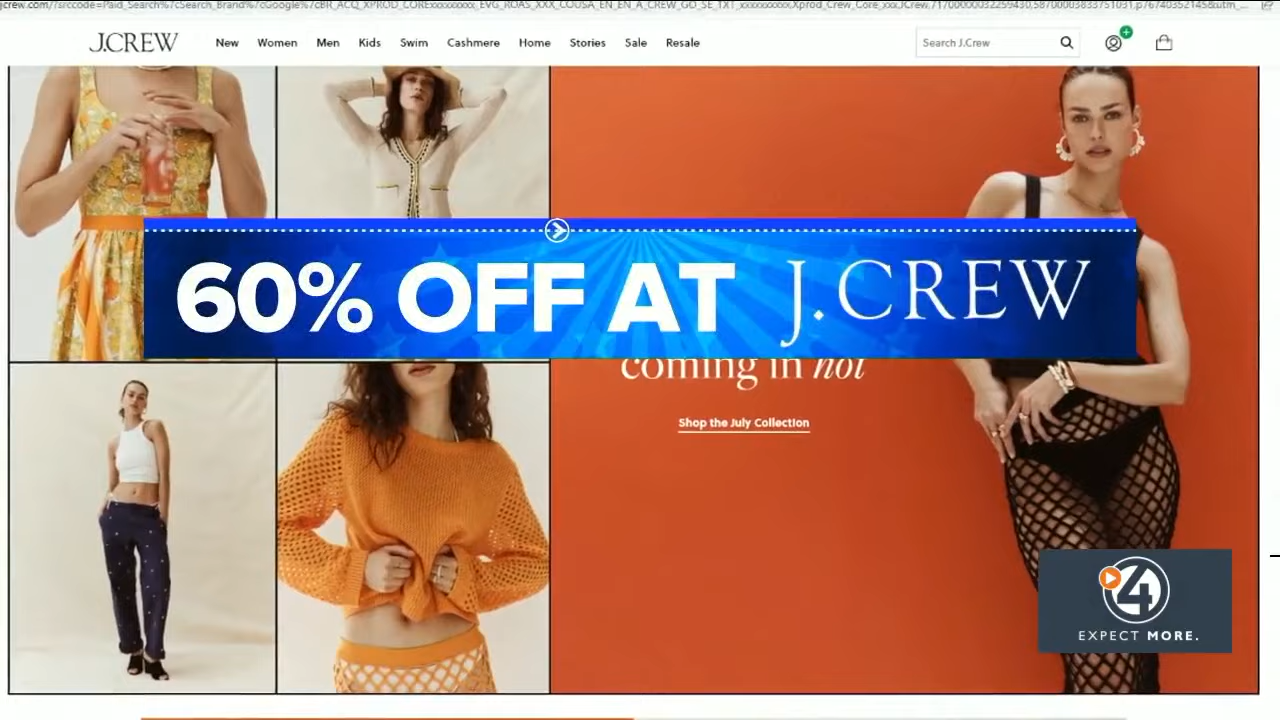 J.CREW
New Women Men Kids Swim Cashmere Home Stories Sale Resale
Search J.Crew
60% OFF AT J.CREW
coming in hot
Shop the July Collection
4
EXPECT MORE.